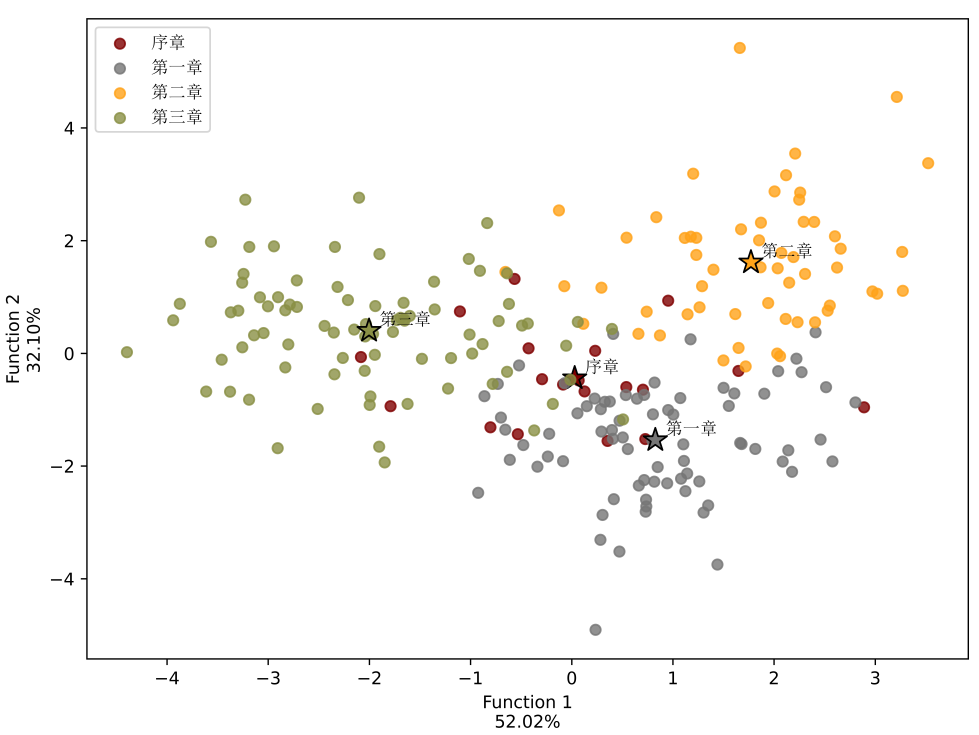 序章
第一章
第二章
第三章
4
2
0
−2
−4
Function 2
32.10%
第二章
第三章
序章
第一章
−4
−3
−2
−1
0
1
2
3
Function 1
52.02%